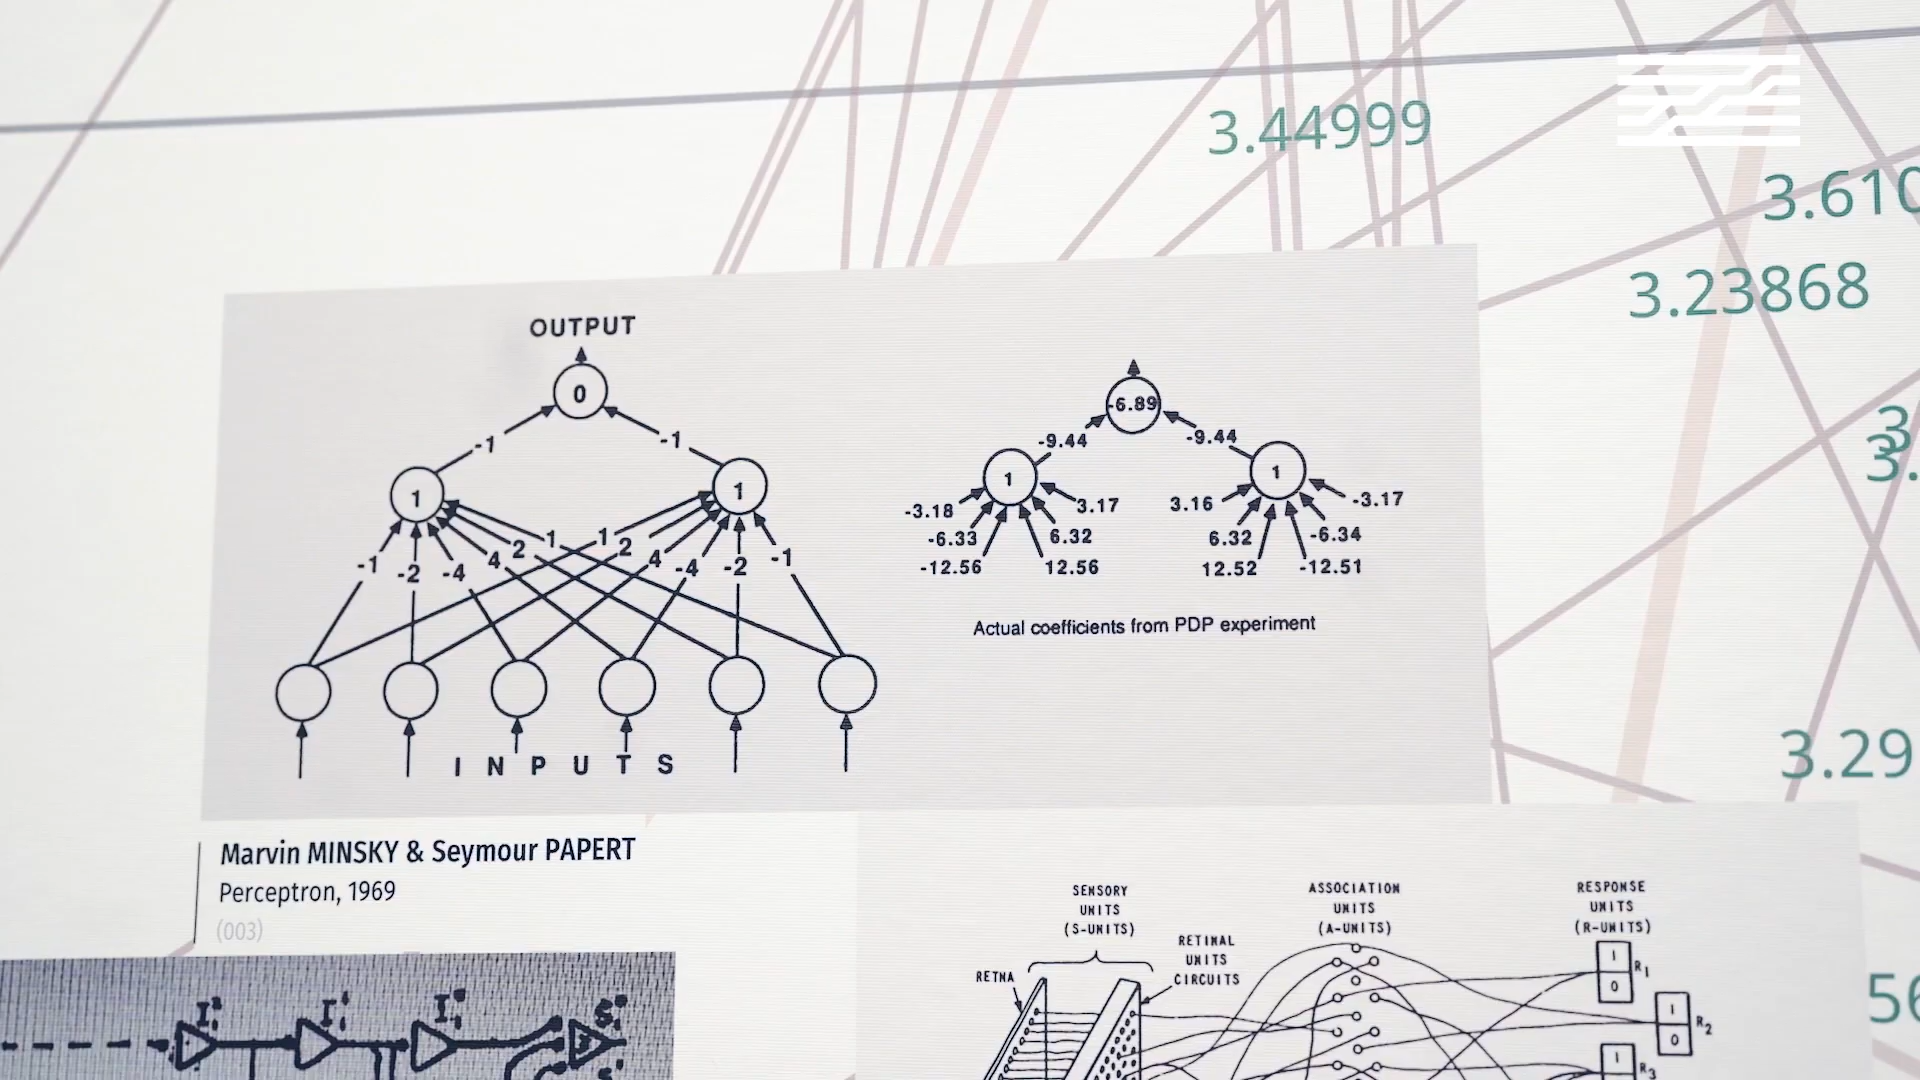 3.44999
3.23868
3.29
OUTPUT
0
-1
-1
1
1
-1
-2
-4
4
2
1
1
2
4
-4
-2
-1
INPUTS
-6.89
-9.44
-9.44
1
1
-3.18
3.17
3.16
-3.17
-6.33
6.32
6.32
-6.34
-12.56
12.56
12.52
-12.51
Actual coefficients from PDP experiment
Marvin MINSKY & Seymour PAPERT
Perceptron, 1969
(003)
SENSORY
UNITS
(S-UNITS)
ASSOCIATION
UNITS
(A-UNITS)
RESPONSE
UNITS
(R-UNITS)
RETINAL
UNITS
CIRCUITS
RETNA
1
0
R1
1
0
R2
1
R3